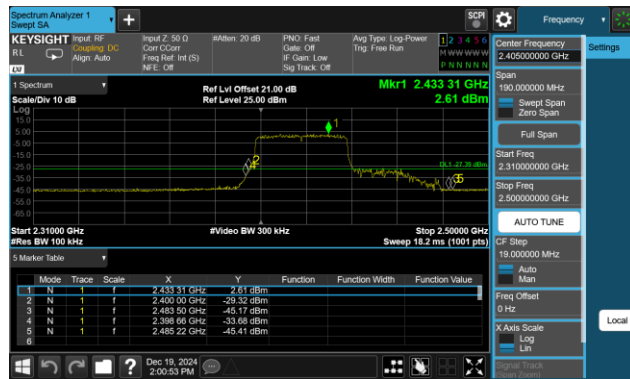 Spectrum Analyzer 1
Swept SA
+
SCPI
Frequency
Settings
KEYSIGHT
RL
LXI
Input: RF
Coupling: DC
Align: Auto
Input Z: 50 Ω
Corr CCorr
Freq Ref: Int (S)
NFE: Off
#Atten: 20 dB
PNO: Fast
Gate: Off
IF Gain: Low
Sig Track: Off
Avg Type: Log-Power
Trig: Free Run
1 2 3 4 5 6
M W W W W W
P N N N N N
1 Spectrum
Scale/Div 10 dB
Ref Lvl Offset 21.00 dB
Ref Level 25.00 dBm
Mkr1 2.433 31 GHz
2.61 dBm
Log
15.0
5.00
-5.00
-15.0
-25.0
-35.0
-45.0
-55.0
-65.0
1
2
DL1 -27.39 dBm
Start 2.31000 GHz
#Res BW 100 kHz
#Video BW 300 kHz
Stop 2.50000 GHz
Sweep 18.2 ms (1001 pts)
5 Marker Table
Mode Trace Scale X Y Function Function Width Function Value
1 N 1 f 2.433 31 GHz 2.61 dBm
2 N 1 f 2.400 00 GHz -29.32 dBm
3 N 1 f 2.483 50 GHz -45.17 dBm
4 N 1 f 2.398 66 GHz -33.68 dBm
5 N 1 f 2.485 22 GHz -45.41 dBm
6
Dec 19, 2024
2:00:53 PM
?
Center Frequency
2.405000000 GHz
Span
190.000000 MHz
Swept Span
Zero Span
Full Span
Start Freq
2.310000000 GHz
Stop Freq
2.500000000 GHz
AUTO TUNE
CF Step
19.000000 MHz
Auto
Man
Freq Offset
0 Hz
X Axis Scale
Log
Lin
Signal Track
(Span Zoom)
Local